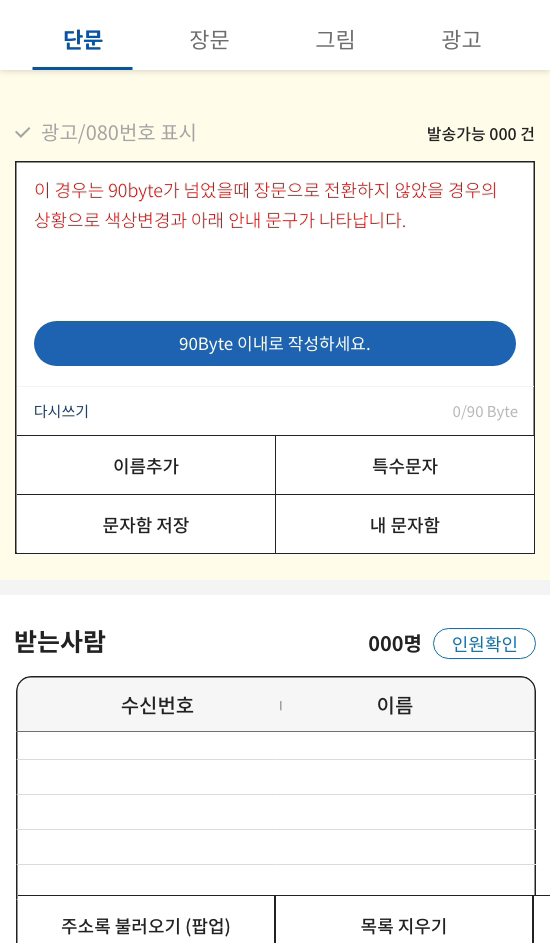 단문 장문 그림 광고
광고/080번호 표시 발송가능 000 건
이 경우는 90byte가 넘었을때 장문으로 전환하지 않았을 경우의
상황으로 색상변경과 아래 안내 문구가 나타납니다.
90Byte 이내로 작성하세요.
다시쓰기 0/90 Byte
이름추가 특수문자
문자함 저장 내 문자함
받는사람 000명 인원확인
수신번호 이름
주소록 불러오기 (팝업) 목록 지우기